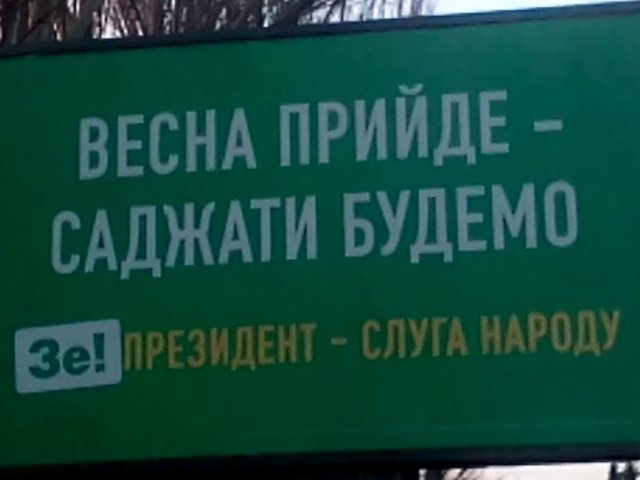 ВЕСНА ПРИЙДЕ –
САДЖАТИ БУДЕМО
Зе! ПРЕЗИДЕНТ – СЛУГА НАРОДУ